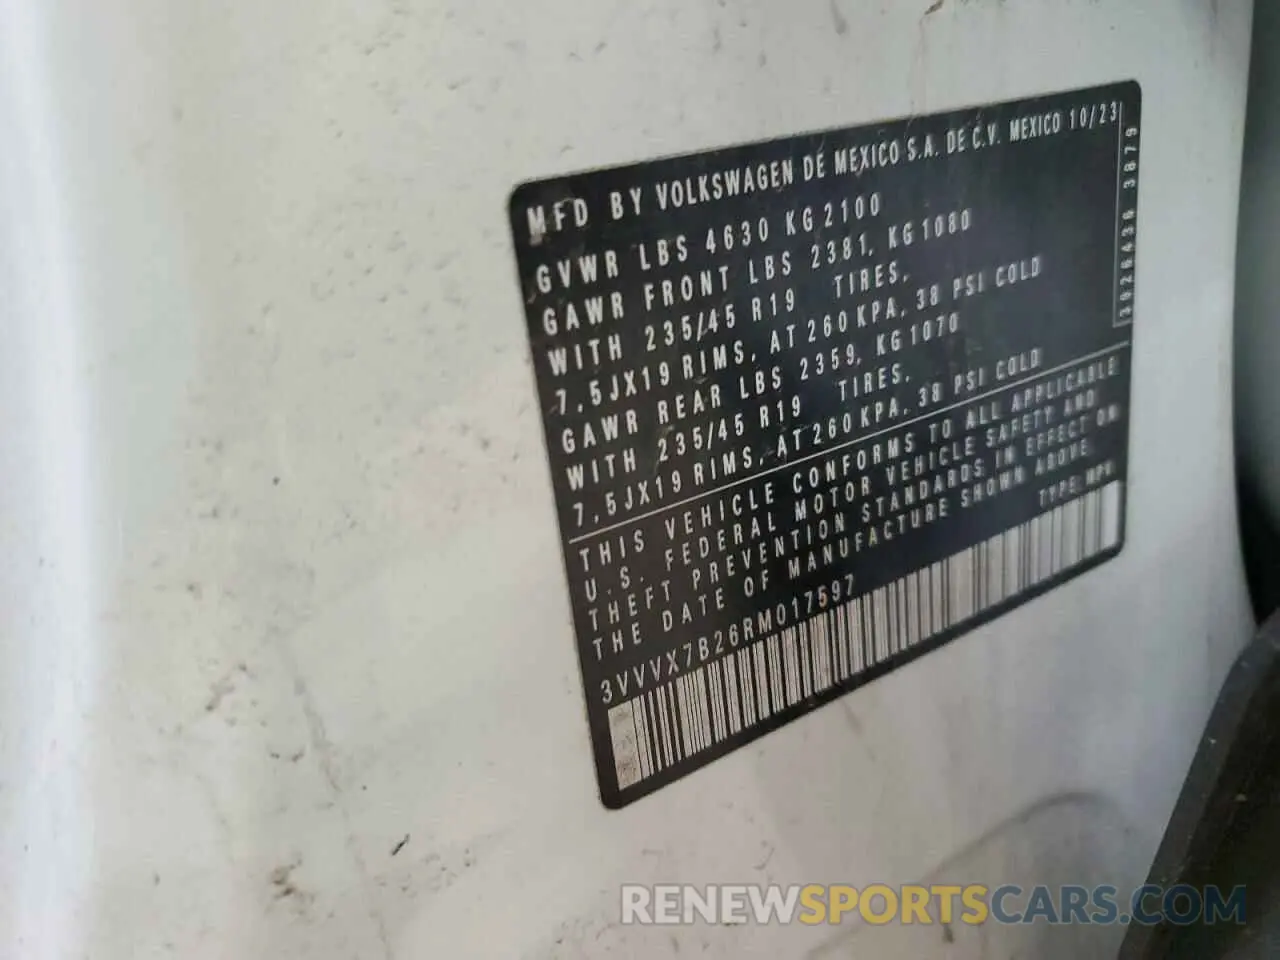 MFD BY VOLKSWAGEN DE MEXICO S.A. DE C.V. MEXICO 10/23
GVWR LBS 4630 KG 2100
GAWR FRONT LBS 2381, KG 1080
WITH 235/45 R19 TIRES,
7,5JX19 RIMS, AT 260 KPA, 38 PSI COLD
GAWR REAR LBS 2359, KG 1070
WITH 235/45 R19 TIRES,
7,5JX19 RIMS, AT 260 KPA, 38 PSI COLD
THIS VEHICLE CONFORMS TO ALL APPLICABLE
U.S. FEDERAL MOTOR VEHICLE SAFETY AND
THEFT PREVENTION STANDARDS IN EFFECT ON
THE DATE OF MANUFACTURE SHOWN ABOVE
TYPE MPV
3VVVX7B26RM017597
3879
RENEWSPORTSCARS.COM